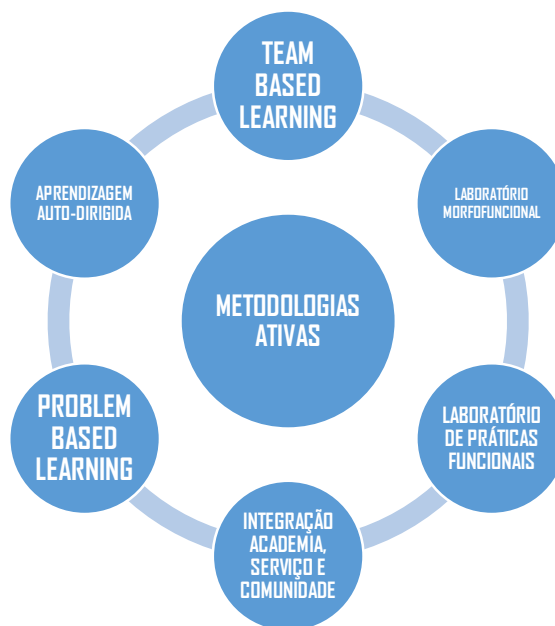 TEAM
BASED
LEARNING
APRENDIZAGEM
AUTO-DIRIGIDA
LABORATÓRIO
MORFOFUNCIONAL
METODOLOGIAS
ATIVAS
PROBLEM
BASED
LEARNING
LABORATÓRIO
DE PRÁTICAS
FUNCIONAIS
INTEGRAÇÃO
ACADEMIA,
SERVIÇO E
COMUNIDADE